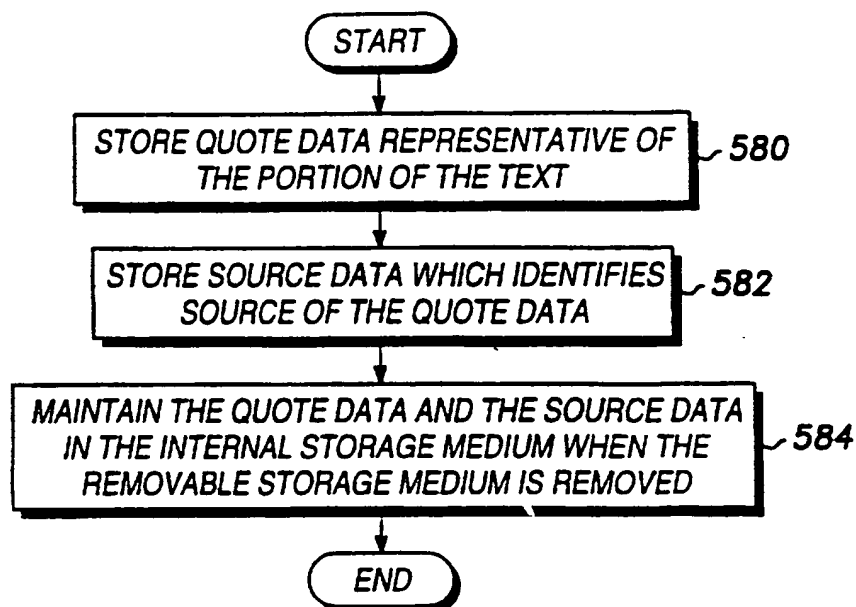 START
STORE QUOTE DATA REPRESENTATIVE OF
THE PORTION OF THE TEXT
580
STORE SOURCE DATA WHICH IDENTIFIES
SOURCE OF THE QUOTE DATA
582
MAINTAIN THE QUOTE DATA AND THE SOURCE DATA
IN THE INTERNAL STORAGE MEDIUM WHEN THE
REMOVABLE STORAGE MEDIUM IS REMOVED
584
END